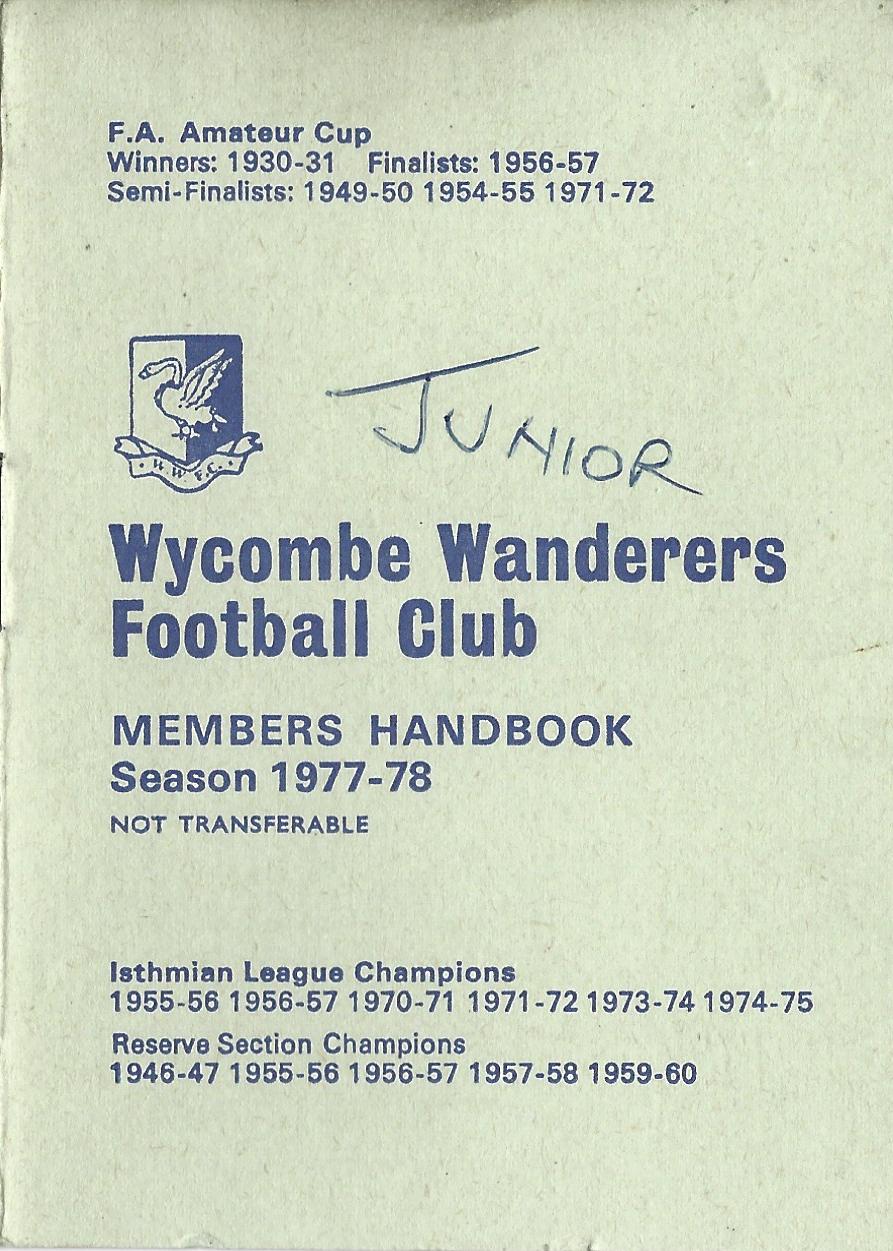 F.A. Amateur Cup
Winners: 1930-31 Finalists: 1956-57
Semi-Finalists: 1949-50 1954-55 1971-72
JUNIOR
W.W.F.C.
Wycombe Wanderers
Football Club
MEMBERS HANDBOOK
Season 1977-78
NOT TRANSFERABLE
Isthmian League Champions
1955-56 1956-57 1970-71 1971-72 1973-74 1974-75
Reserve Section Champions
1946-47 1955-56 1956-57 1957-58 1959-60